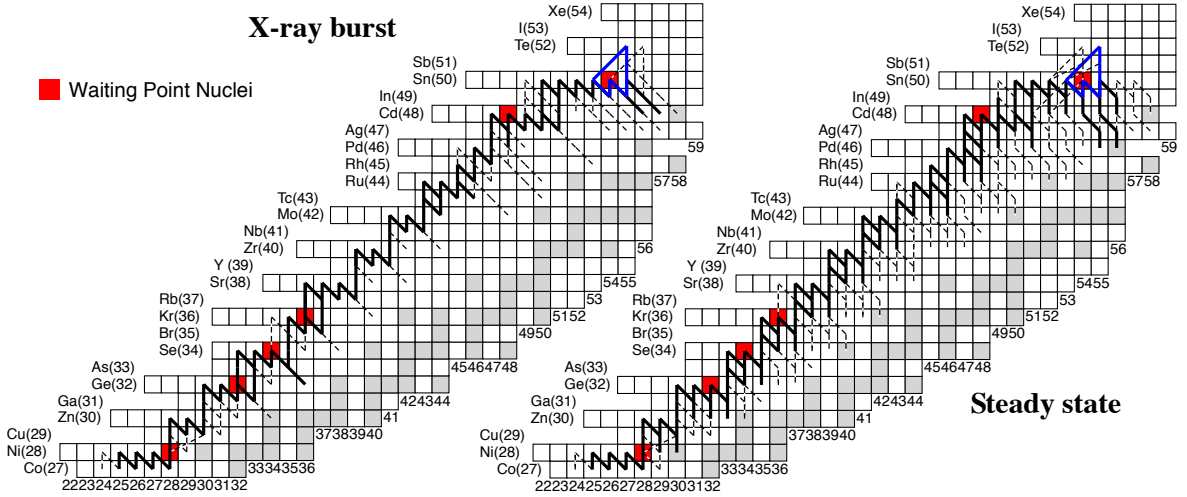 X-ray burst
Waiting Point Nuclei
Xe(54)
I(53)
Te(52)
Sb(51)
Sn(50)
In(49)
Cd(48)
Ag(47)
Pd(46)
Rh(45)
Ru(44)
Tc(43)
Mo(42)
Nb(41)
Zr(40)
Y (39)
Sr(38)
Rb(37)
Kr(36)
Br(35)
Se(34)
As(33)
Ge(32)
Ga(31)
Zn(30)
Cu(29)
Ni(28)
Co(27)
59
5758
56
5455
53
5152
4950
45464748
424344
41
37383940
33343536
2223242526272829303132
Steady state
Xe(54)
I(53)
Te(52)
Sb(51)
Sn(50)
In(49)
Cd(48)
Ag(47)
Pd(46)
Rh(45)
Ru(44)
Tc(43)
Mo(42)
Nb(41)
Zr(40)
Y (39)
Sr(38)
Rb(37)
Kr(36)
Br(35)
Se(34)
As(33)
Ge(32)
Ga(31)
Zn(30)
Cu(29)
Ni(28)
Co(27)
59
5758
56
5455
53
5152
4950
45464748
424344
41
37383940
33343536
2223242526272829303132